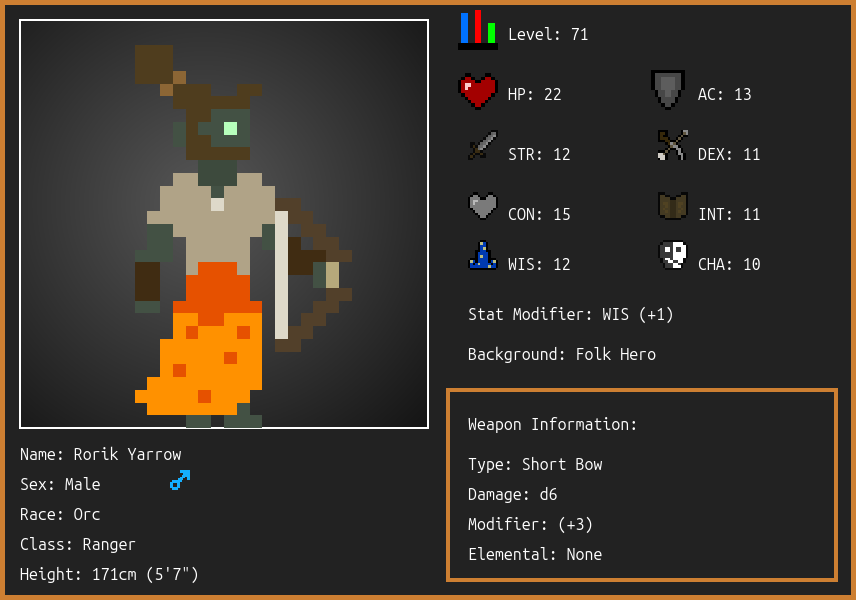 Level: 71
HP: 22
AC: 13
STR: 12
DEX: 11
CON: 15
INT: 11
WIS: 12
CHA: 10
Stat Modifier: WIS (+1)
Background: Folk Hero
Weapon Information:
Type: Short Bow
Damage: d6
Modifier: (+3)
Elemental: None
Name: Rorik Yarrow
Sex: Male
Race: Orc
Class: Ranger
Height: 171cm (5'7")